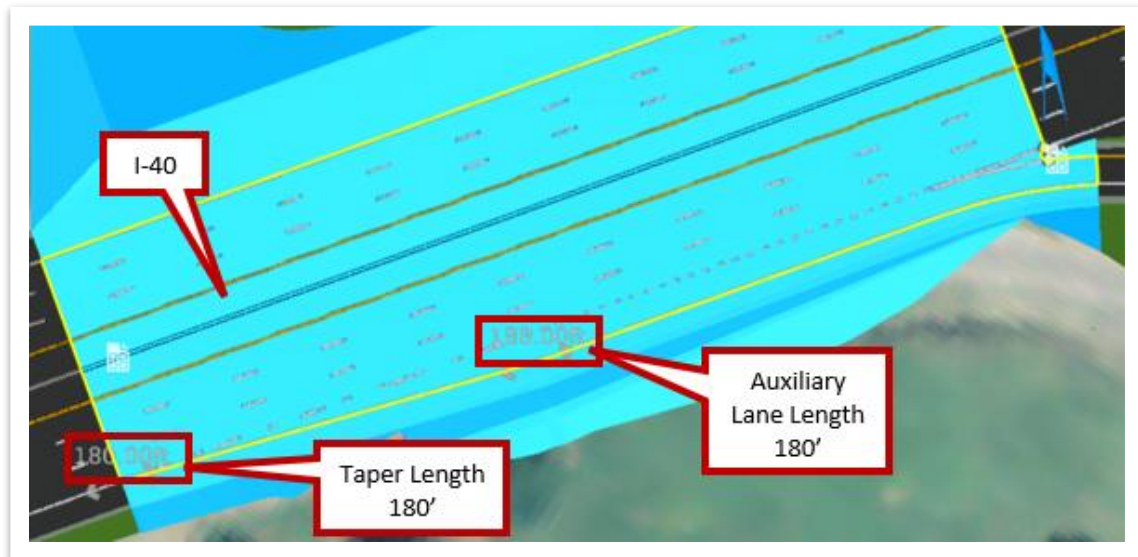 I-40
Auxiliary
Lane Length
180’
180.00ft
Taper Length
180’